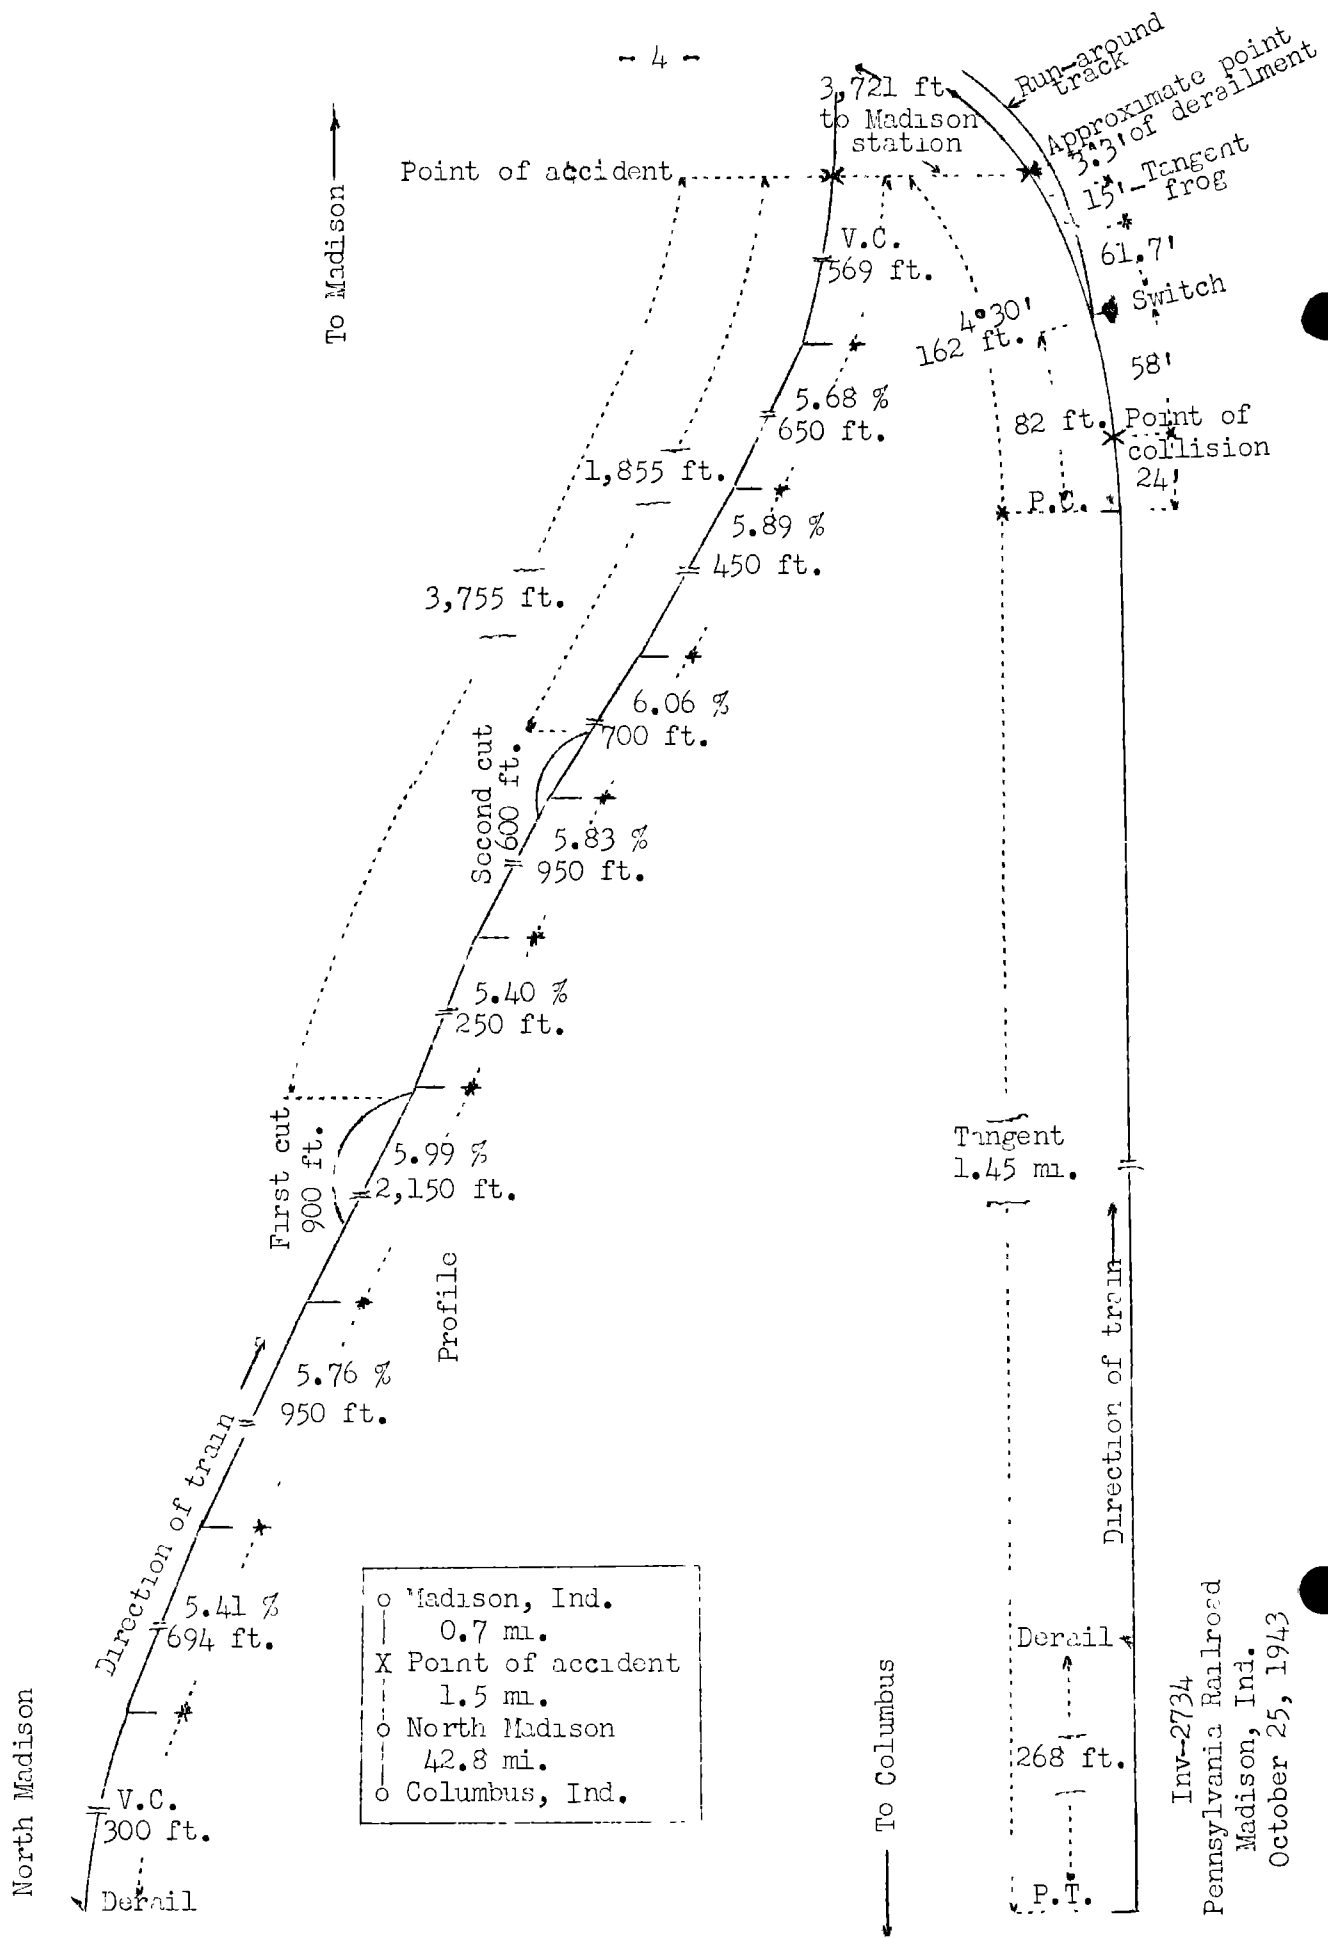 - 4 -
To Madison
Point of accident
3,721 ft.
to Madison
station
Run-around
track
Approximate point
of derailment
3.3'
15'
Tangent
frog
61.7'
Switch
58'
Point of
collision
24'
4°30'
162 ft.
82 ft.
P.C.
V.C.
569 ft.
5.68 %
650 ft.
1,855 ft.
5.89 %
450 ft.
3,755 ft.
6.06 %
700 ft.
Second cut
600 ft.
5.83 %
950 ft.
5.40 %
250 ft.
First cut
900 ft.
5.99 %
2,150 ft.
Profile
5.76 %
950 ft.
Direction of train
5.41 %
694 ft.
V.C.
300 ft.
Derail
North Madison
Madison, Ind.
0.7 mi.
X Point of accident
1.5 mi.
North Madison
42.8 mi.
Columbus, Ind.
To Columbus
Tangent
1.45 mi.
Direction of train
Derail
268 ft.
P.T.
Inv-2734
Pennsylvania Railroad
Madison, Ind.
October 25, 1943